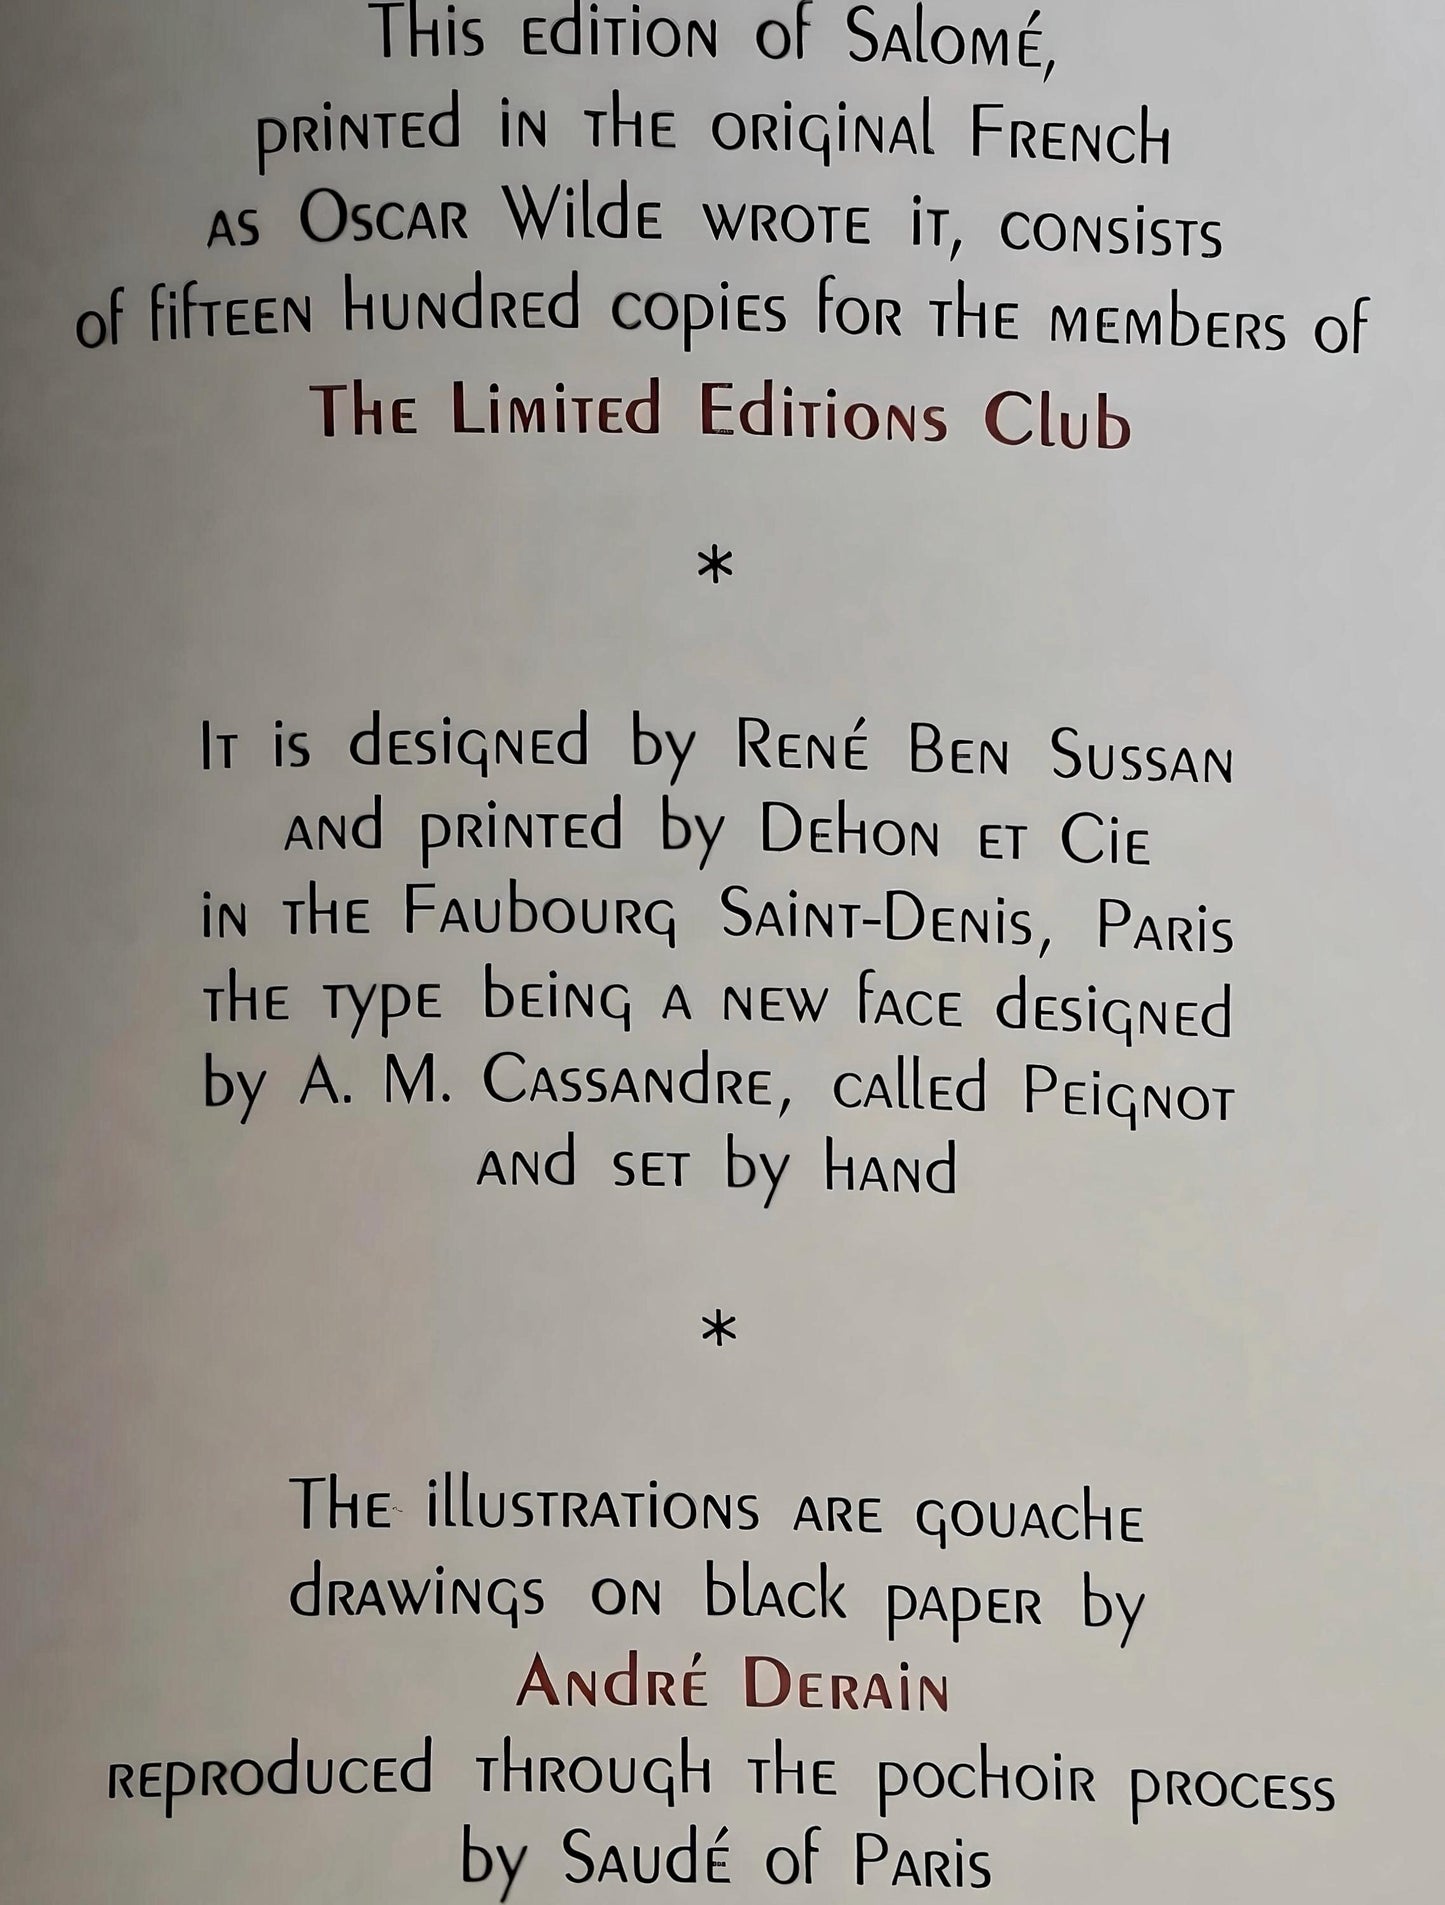 This edition of Salomé,
printed in the original French
as Oscar Wilde wrote it, consists
of fifteen hundred copies for the members of
The Limited Editions Club
*
It is designed by René Ben Sussan
and printed by Dehon et Cie
in the Faubourg Saint-Denis, Paris
the type being a new face designed
by A. M. Cassandre, called Peignot
and set by hand
*
The illustrations are gouache
drawings on black paper by
André Derain
reproduced through the pochoir process
by Saudé of Paris